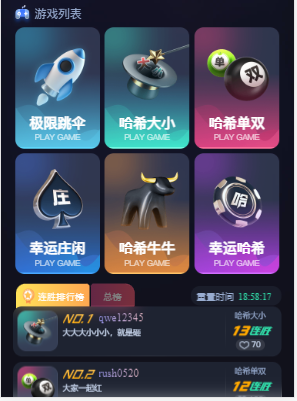 游戏列表
极限跳伞
PLAY GAME
哈希大小
PLAY GAME
单
双
哈希单双
PLAY GAME
庄
幸运庄闲
PLAY GAME
哈希牛牛
PLAY GAME
哈
幸运哈希
PLAY GAME
连胜排行榜
总榜
重置时间 18:58:17
NO.1 qwe12345
大大大小小小，就是砸
哈希大小
13连胜
70
NO.2 rush0520
大家一起红
哈希单双
12连胜